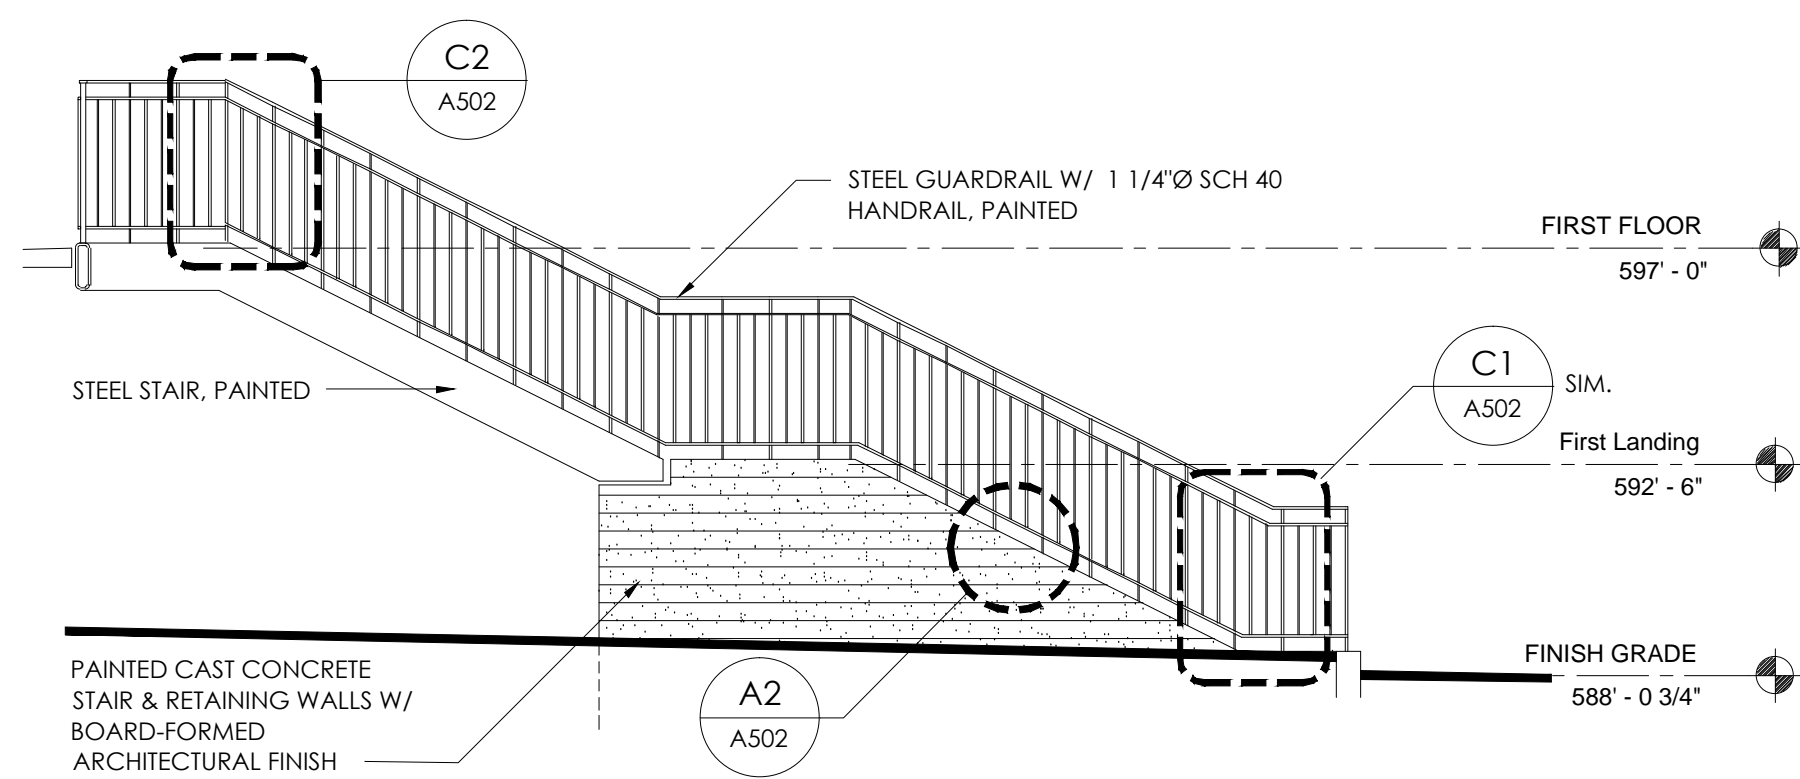 C2
A502
STEEL GUARDRAIL W/ 1 1/4"Ø SCH 40
HANDRAIL, PAINTED
FIRST FLOOR
597' - 0"
STEEL STAIR, PAINTED
C1
A502
SIM.
First Landing
592' - 6"
FINISH GRADE
588' - 0 3/4"
PAINTED CAST CONCRETE
STAIR & RETAINING WALLS W/
BOARD-FORMED
ARCHITECTURAL FINISH
A2
A502